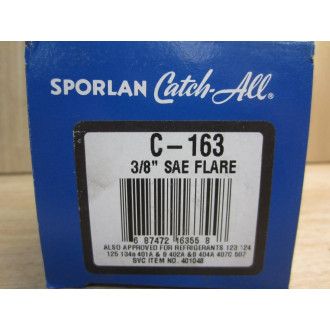 SPORLAN Catch-All®
C-163
3/8" SAE FLARE
6 87472 16355 8
ALSO APPROVED FOR REFRIGERANTS 123 124
125 134a 401A & B 402A & B 404A 407C 507
SVC ITEM NO. 401048